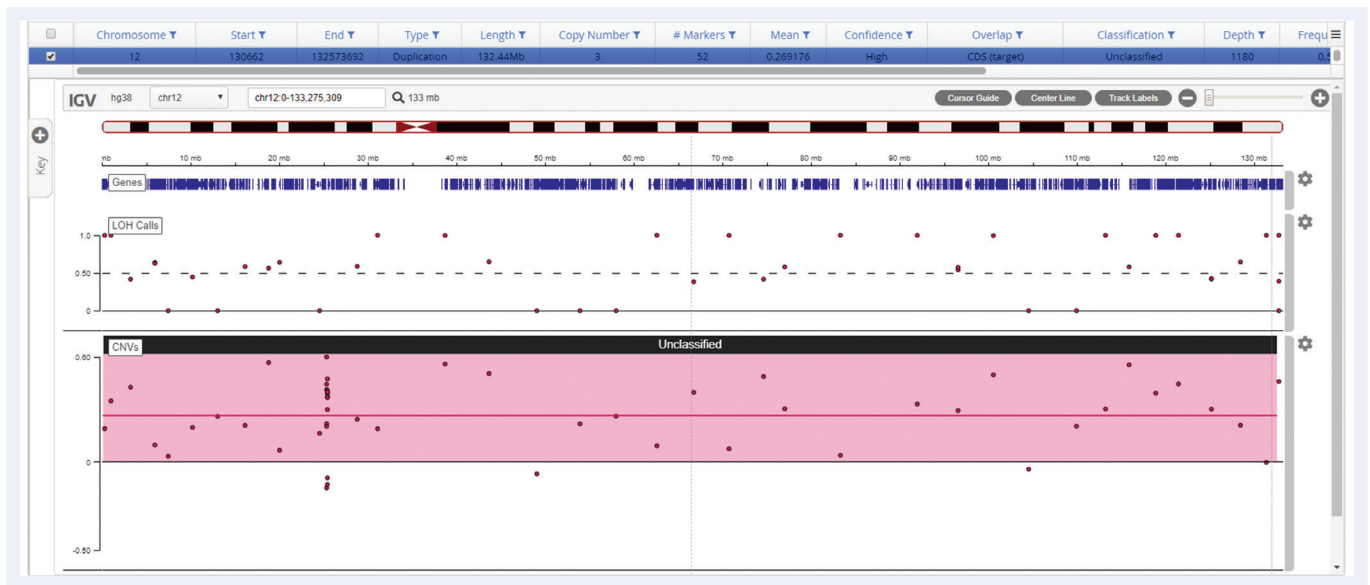 Chromosome Start End Type Length Copy Number # Markers Mean Confidence Overlap Classification Depth Frequ
12 130662 132573692 Duplication 132.44Mb 3 52 0.269176 High CDS (target) Unclassified 1180 0.5
IGV hg38 chr12 chr12:0-133,275,309 133 mb Cursor Guide Center Line Track Labels
Key
mb 10 mb 20 mb 30 mb 40 mb 50 mb 60 mb 70 mb 80 mb 90 mb 100 mb 110 mb 120 mb 130 mb
Genes
LOH Calls
1.0
0.50
0
CNVs Unclassified
0.60
0
-0.50